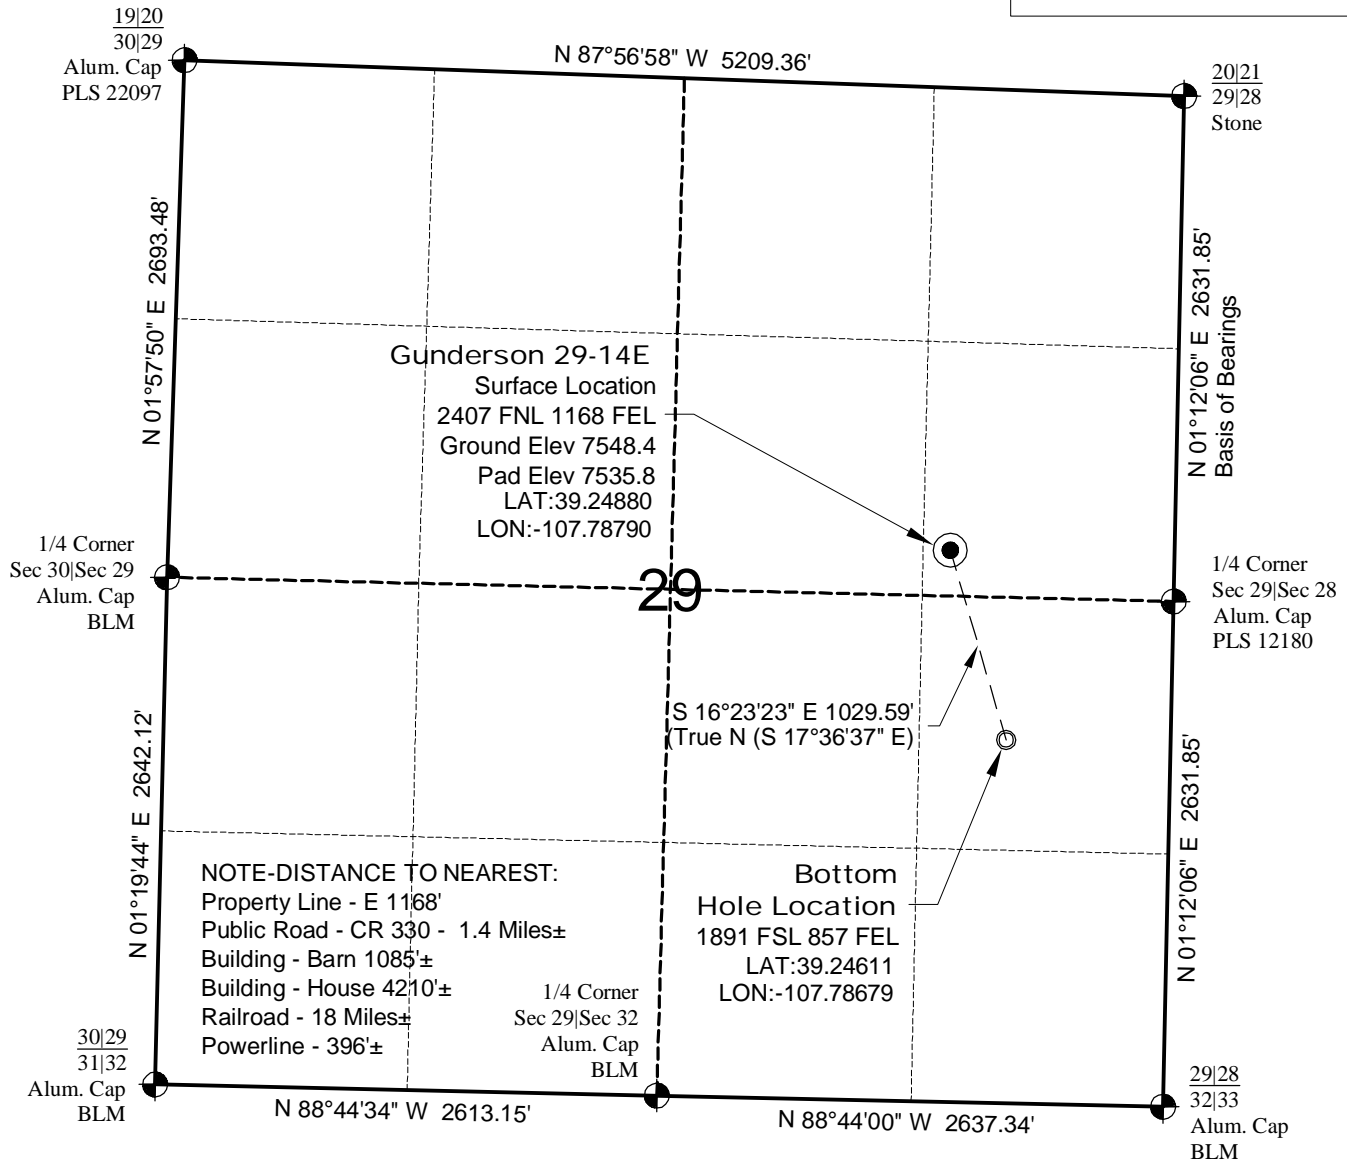 19|20
30|29
Alum. Cap
PLS 22097
N 87°56'58" W 5209.36'
20|21
29|28
Stone
N 01°57'50" E 2693.48'
N 01°12'06" E 2631.85'
Basis of Bearings
Gunderson 29-14E
Surface Location
2407 FNL 1168 FEL
Ground Elev 7548.4
Pad Elev 7535.8
LAT:39.24880
LON:-107.78790
1/4 Corner
Sec 30|Sec 29
Alum. Cap
BLM
29
1/4 Corner
Sec 29|Sec 28
Alum. Cap
PLS 12180
S 16°23'23" E 1029.59'
(True N (S 17°36'37" E)
N 01°19'44" E 2642.12'
N 01°12'06" E 2631.85'
NOTE-DISTANCE TO NEAREST:
Property Line - E 1168'
Public Road - CR 330 - 1.4 Miles±
Building - Barn 1085'±
Building - House 4210'±
Railroad - 18 Miles±
Powerline - 396'±
Bottom
Hole Location
1891 FSL 857 FEL
LAT:39.24611
LON:-107.78679
1/4 Corner
Sec 29|Sec 32
Alum. Cap
BLM
30|29
31|32
Alum. Cap
BLM
N 88°44'34" W 2613.15'
N 88°44'00" W 2637.34'
29|28
32|33
Alum. Cap
BLM